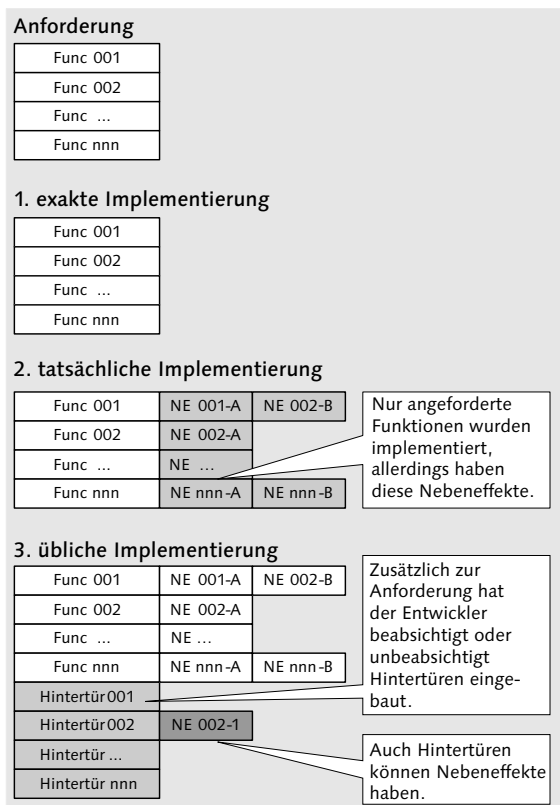 Anforderung
Func 001
Func 002
Func ...
Func nnn
1. exakte Implementierung
Func 001
Func 002
Func ...
Func nnn
2. tatsächliche Implementierung
Func 001 NE 001-A NE 002-B
Func 002 NE 002-A
Func ... NE ...
Func nnn NE nnn-A NE nnn-B
Nur angeforderte
Funktionen wurden
implementiert,
allerdings haben
diese Nebeneffekte.
3. übliche Implementierung
Func 001 NE 001-A NE 002-B
Func 002 NE 002-A
Func ... NE ...
Func nnn NE nnn-A NE nnn-B
Hintertür001
Hintertür002 NE 002-1
Hintertür ...
Hintertür nnn
Zusätzlich zur
Anforderung hat
der Entwickler
beabsichtigt oder
unbeabsichtigt
Hintertüren einge-
baut.
Auch Hintertüren
können Nebeneffekte
haben.